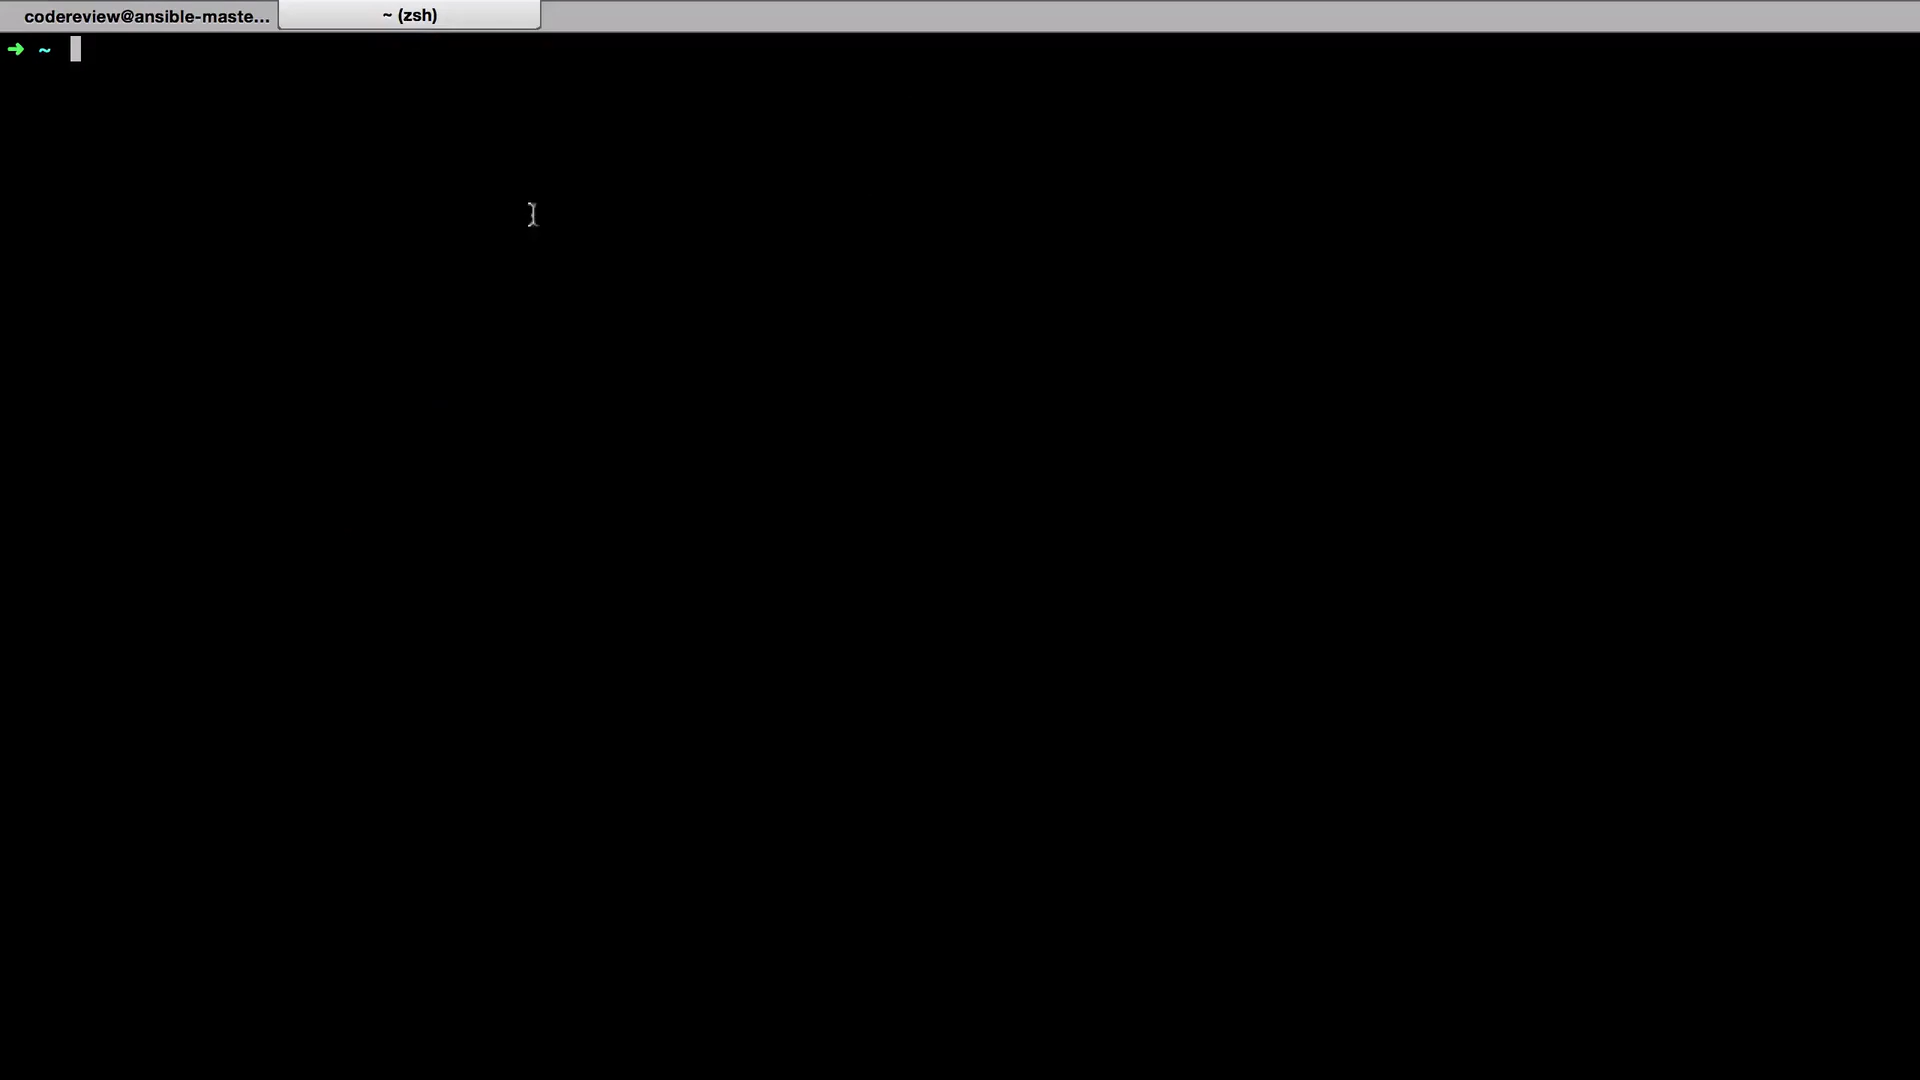 codereview@ansible-maste...
~ (zsh)
➜ ~